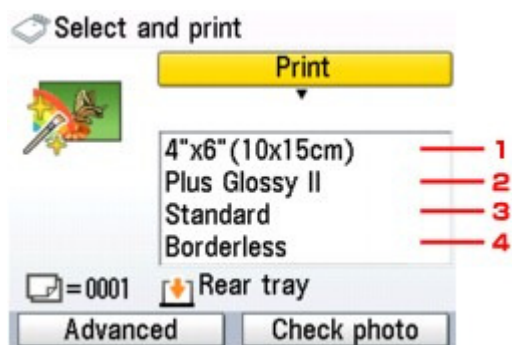 Select and print
Print
4"x6"(10x15cm) 1
Plus Glossy II 2
Standard 3
Borderless 4
=0001 Rear tray
Advanced Check photo